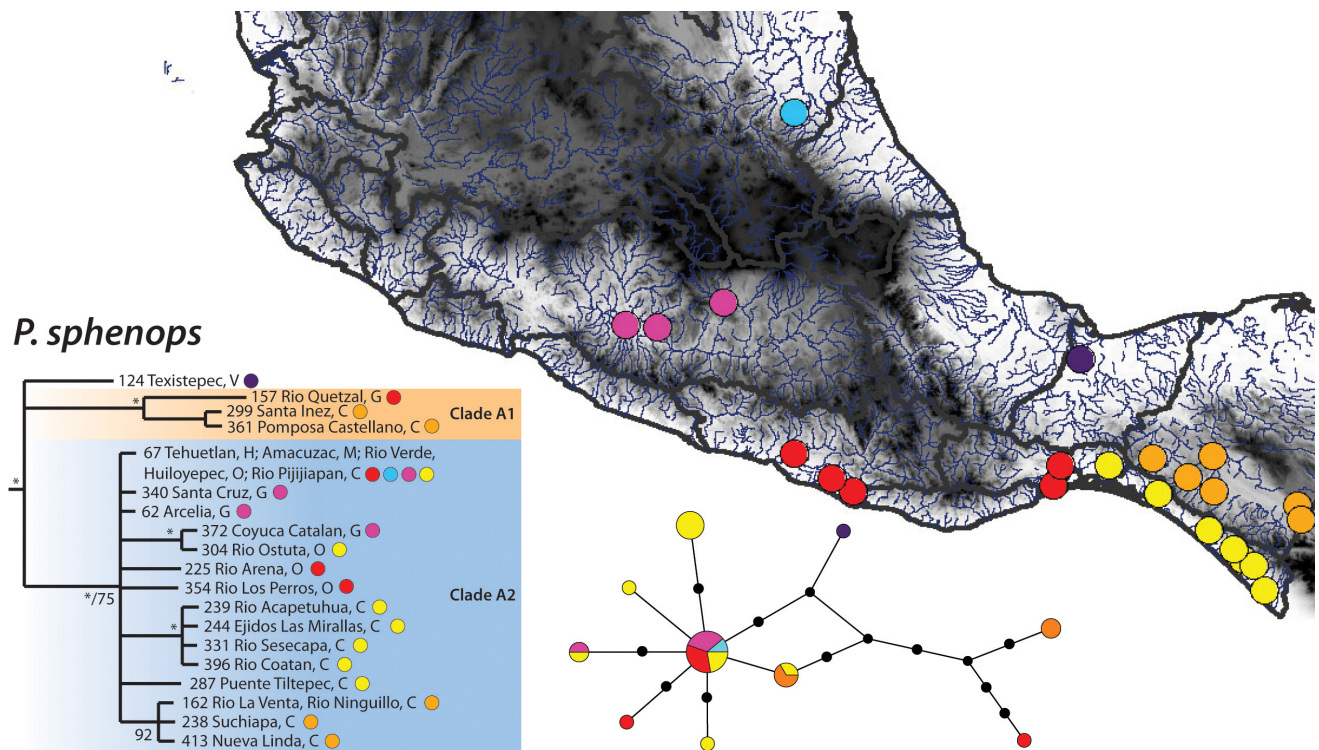 P. sphenops
124 Texistepec, V
*
157 Rio Quetzal, G
299 Santa Inez, C
361 Pomposa Castellano, C
Clade A1
*
67 Tehuetlan, H; Amacuzac, M; Rio Verde,
Huiloyepec, O; Rio Pijijiapan, C
340 Santa Cruz, G
62 Arcelia, G
*
372 Coyuca Catalan, G
304 Rio Ostuta, O
225 Rio Arena, O
354 Rio Los Perros, O
*/75
Clade A2
239 Rio Acapetuhua, C
*
244 Ejidos Las Mirallas, C
331 Rio Sesecapa, C
396 Rio Coatan, C
287 Puente Tiltepec, C
162 Rio La Venta, Rio Ninguillo, C
238 Suchiapa, C
92
413 Nueva Linda, C